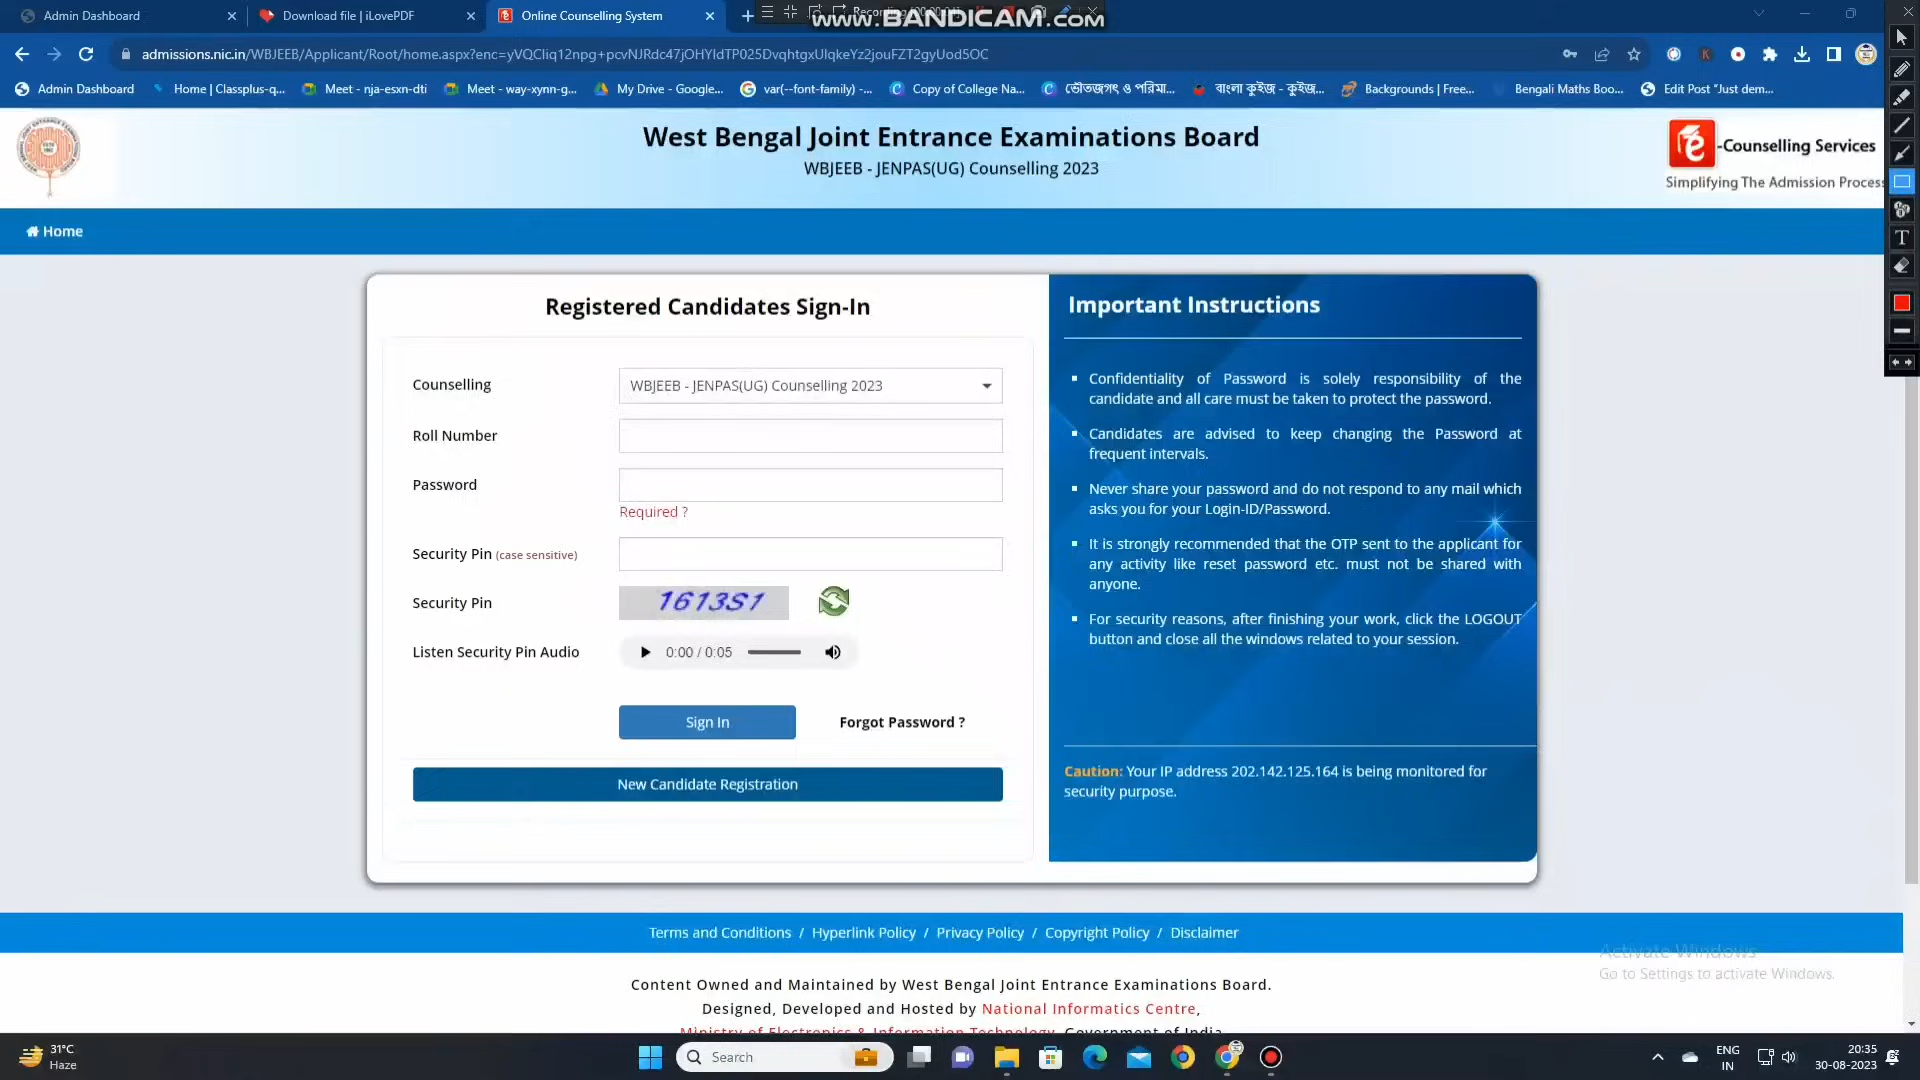 Admin Dashboard
Download file | iLovePDF
Online Counselling System
www.BANDICAM.com
admissions.nic.in/WBJEEB/Applicant/Root/home.aspx?enc=yVQCIiq12npg+pcvNJRdc47jOHYIdTP025DvqhtgxUlqkeYz2jouFZT2gyUod5OC
Admin Dashboard
Home | Classplus-q...
Meet - nja-esxn-dti
Meet - way-xynn-g...
My Drive - Google...
var(--font-family) -...
Copy of College Na...
ভৌতজগৎ ও পরিমা...
বাংলা কুইজ - কুইজ...
Backgrounds | Free...
Bengali Maths Boo...
Edit Post "Just dem...
West Bengal Joint Entrance Examinations Board
WBJEEB - JENPAS(UG) Counselling 2023
e-Counselling Services
Simplifying The Admission Process
Home
Registered Candidates Sign-In
Counselling
WBJEEB - JENPAS(UG) Counselling 2023
Roll Number
Password
Required ?
Security Pin (case sensitive)
Security Pin
1613S1
Listen Security Pin Audio
0:00 / 0:05
Sign In
Forgot Password ?
New Candidate Registration
Important Instructions
Confidentiality of Password is solely responsibility of the
candidate and all care must be taken to protect the password.
Candidates are advised to keep changing the Password at
frequent intervals.
Never share your password and do not respond to any mail which
asks you for your Login-ID/Password.
It is strongly recommended that the OTP sent to the applicant for
any activity like reset password etc. must not be shared with
anyone.
For security reasons, after finishing your work, click the LOGOUT
button and close all the windows related to your session.
Caution: Your IP address 202.142.125.164 is being monitored for
security purpose.
Terms and Conditions / Hyperlink Policy / Privacy Policy / Copyright Policy / Disclaimer
Activate Windows
Go to Settings to activate Windows.
Content Owned and Maintained by West Bengal Joint Entrance Examinations Board.
Designed, Developed and Hosted by National Informatics Centre,
Ministry of Electronics & Information Technology, Government of India
31°C
Haze
Search
ENG
IN
20:35
30-08-2023